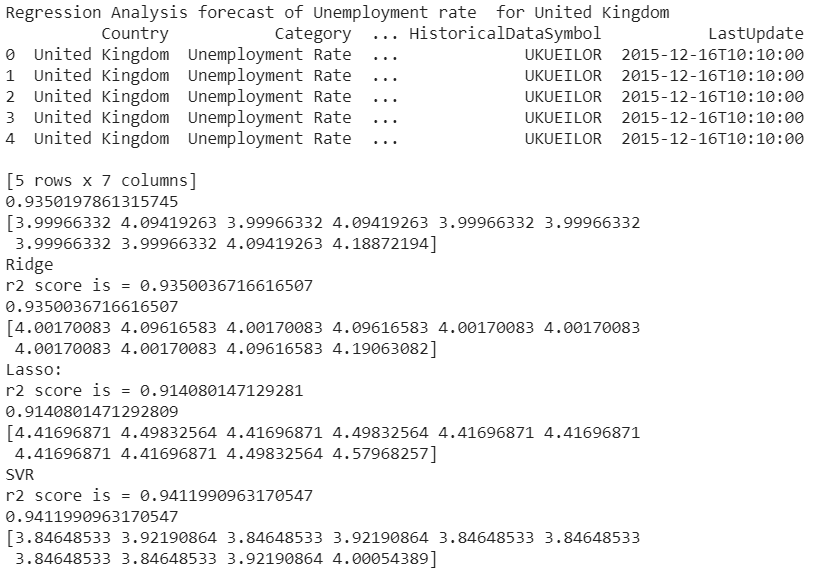 Regression Analysis forecast of Unemployment rate  for United Kingdom
Country Category ... HistoricalDataSymbol LastUpdate
0 United Kingdom Unemployment Rate ... UKUEILOR 2015-12-16T10:10:00
1 United Kingdom Unemployment Rate ... UKUEILOR 2015-12-16T10:10:00
2 United Kingdom Unemployment Rate ... UKUEILOR 2015-12-16T10:10:00
3 United Kingdom Unemployment Rate ... UKUEILOR 2015-12-16T10:10:00
4 United Kingdom Unemployment Rate ... UKUEILOR 2015-12-16T10:10:00
[5 rows x 7 columns]
0.9350197861315745
[3.99966332 4.09419263 3.99966332 4.09419263 3.99966332 3.99966332
3.99966332 3.99966332 4.09419263 4.18872194]
Ridge
r2 score is = 0.9350036716616507
0.9350036716616507
[4.00170083 4.09616583 4.00170083 4.09616583 4.00170083 4.00170083
4.00170083 4.00170083 4.09616583 4.19063082]
Lasso:
r2 score is = 0.914080147129281
0.9140801471292809
[4.41696871 4.49832564 4.41696871 4.49832564 4.41696871 4.41696871
4.41696871 4.41696871 4.49832564 4.57968257]
SVR
r2 score is = 0.9411990963170547
0.9411990963170547
[3.84648533 3.92190864 3.84648533 3.92190864 3.84648533 3.84648533
3.84648533 3.84648533 3.92190864 4.00054389]